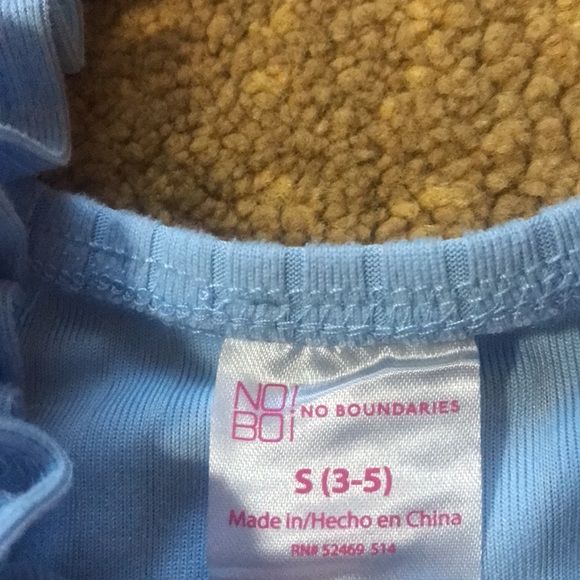 NO! NO BOUNDARIES
BO¡
S (3-5)
Made In/Hecho en China
RN# 52469 514